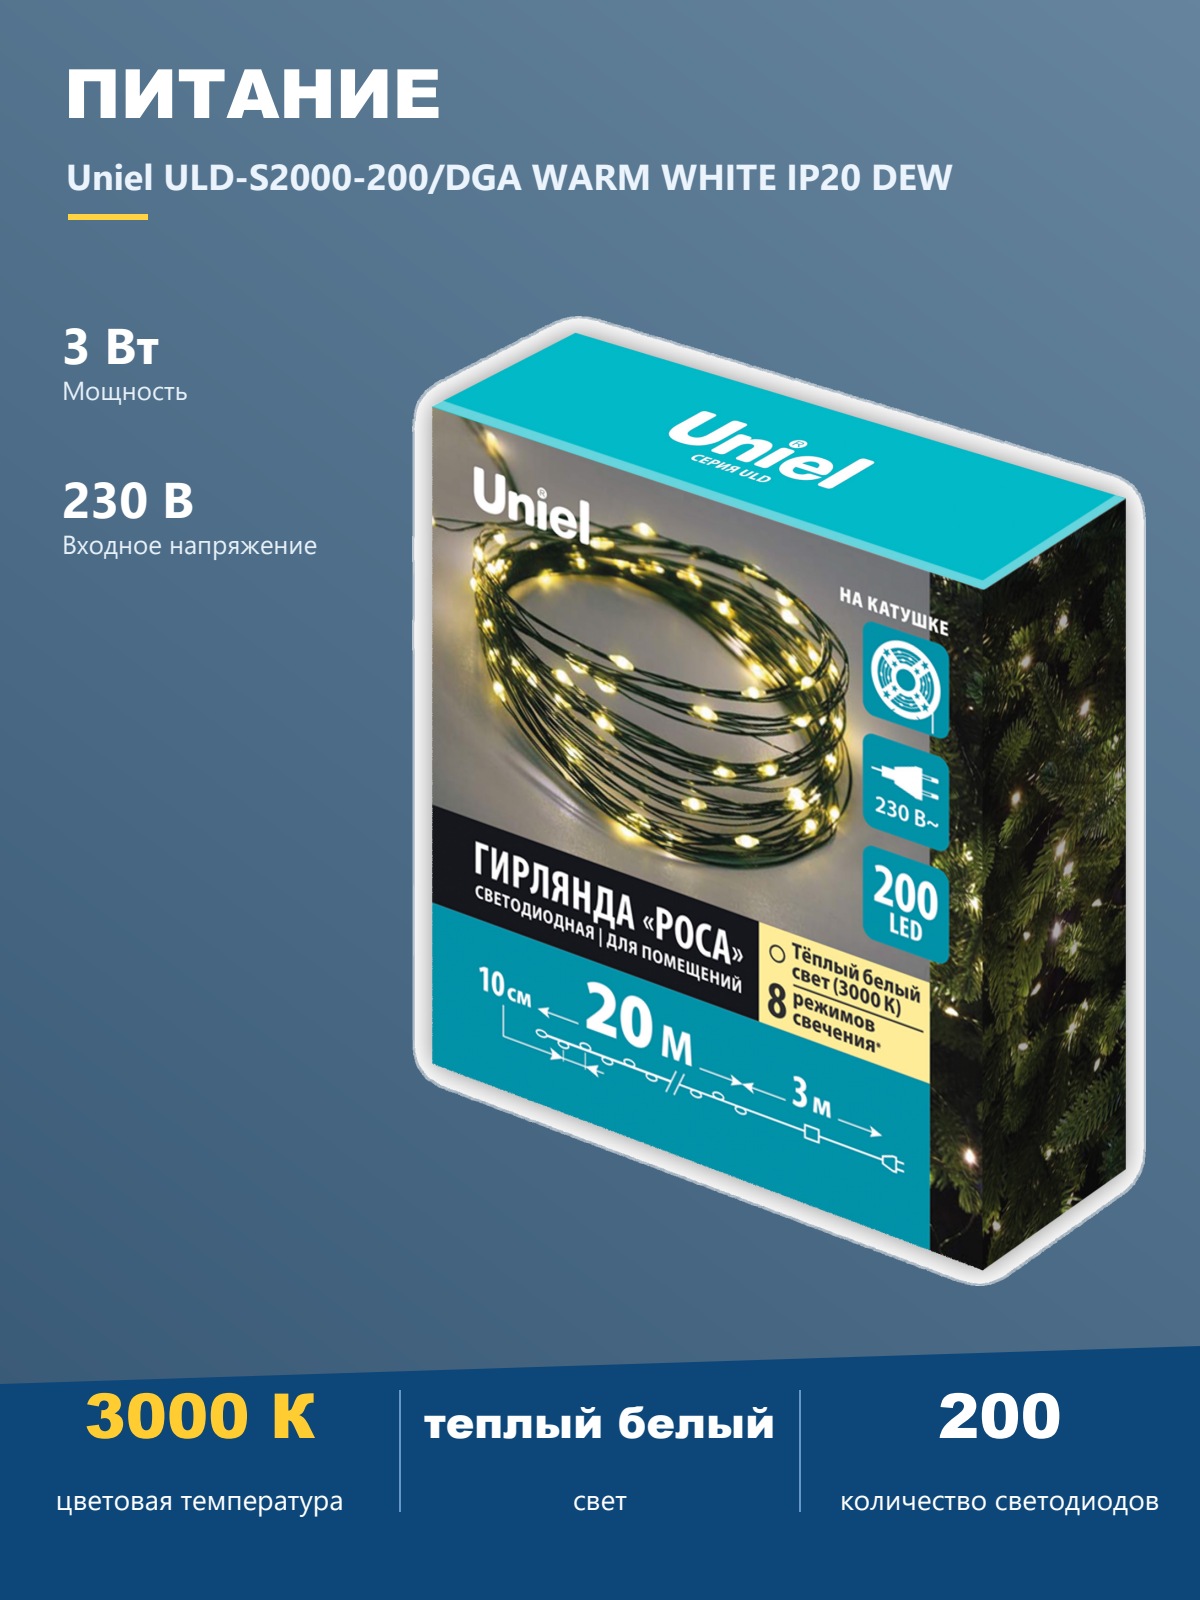 ПИТАНИЕ
Uniel ULD-S2000-200/DGA WARM WHITE IP20 DEW
3 Вт
Мощность
230 В
Входное напряжение
Uniel®
СЕРИЯ ULD
Uniel®
НА КАТУШКЕ
230 В~
200
LED
ГИРЛЯНДА «РОСА»
СВЕТОДИОДНАЯ | ДЛЯ ПОМЕЩЕНИЙ
Тёплый белый
свет (3000 К)
8 режимов
свечения*
10 см
20 м
3 м
3000 К
цветовая температура
теплый белый
свет
200
количество светодиодов